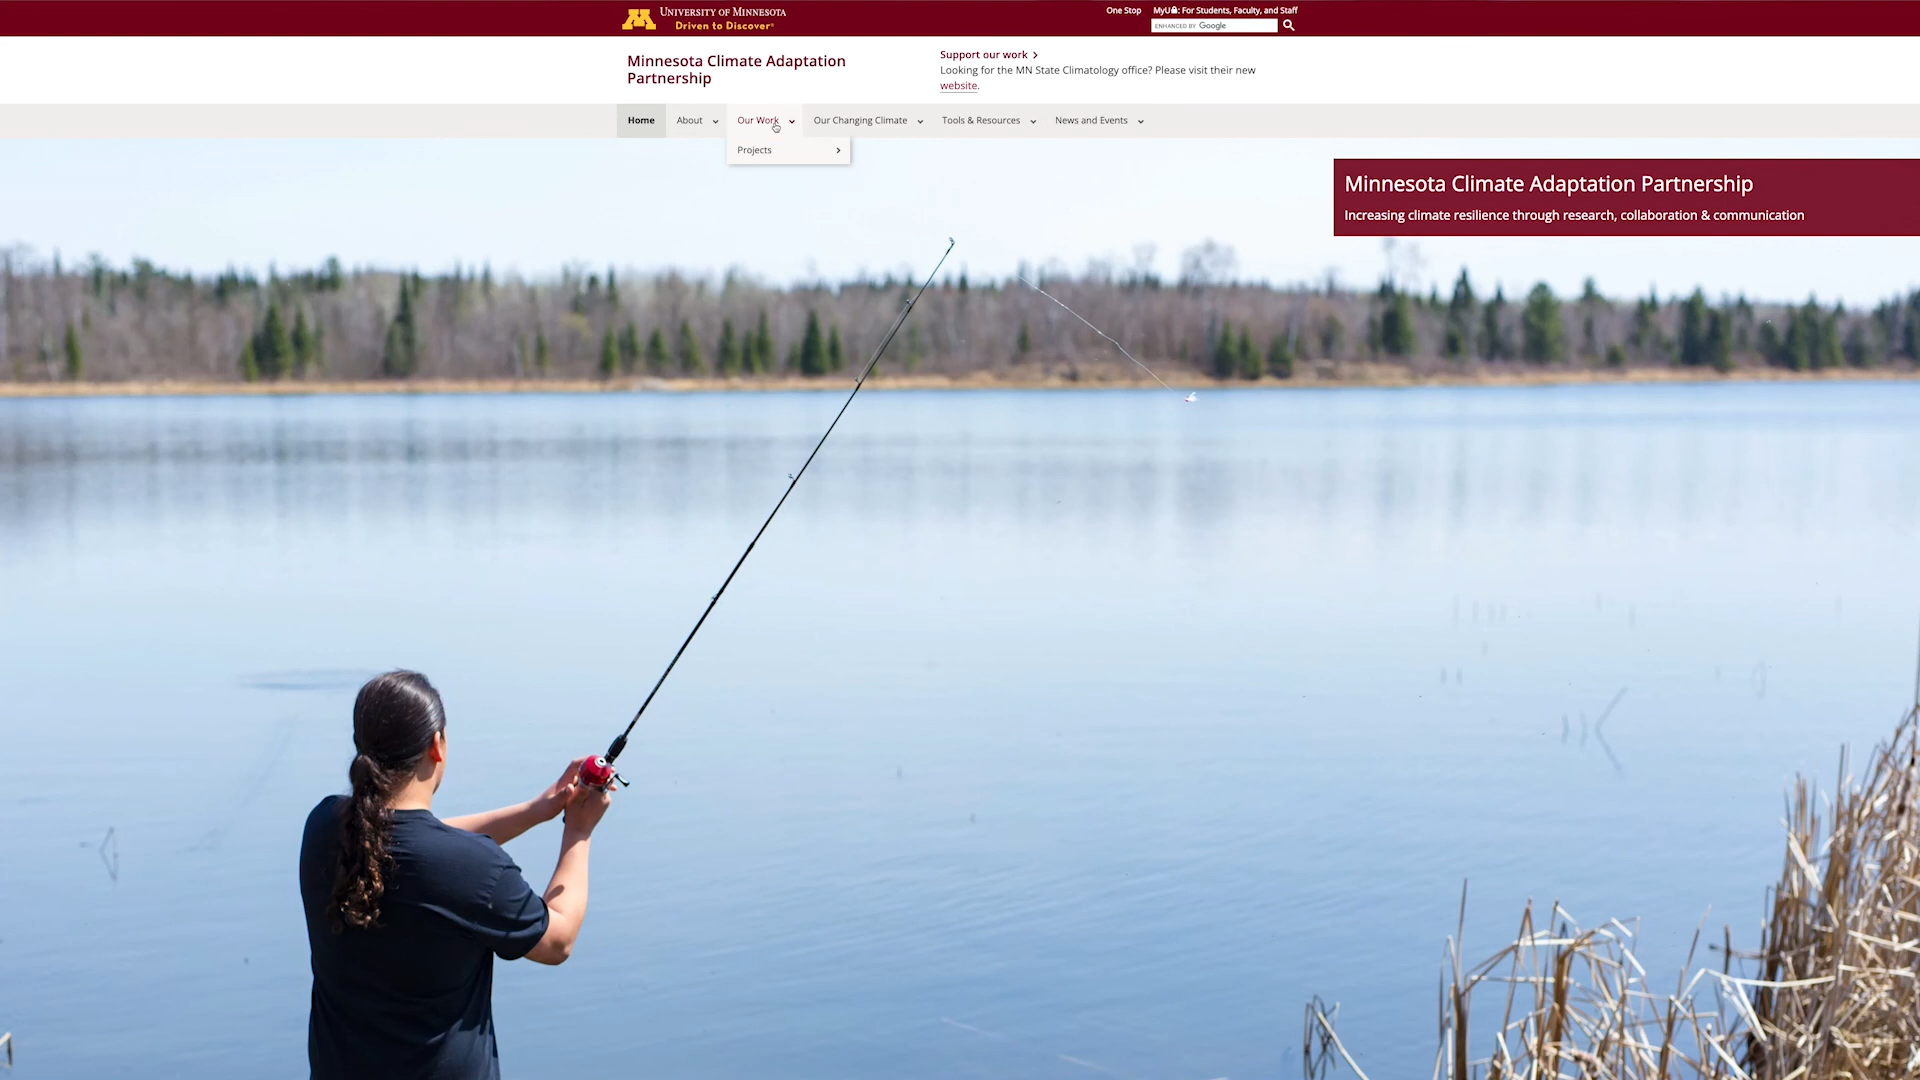 UNIVERSITY OF MINNESOTA
Driven to Discover®
One Stop
MyU : For Students, Faculty, and Staff
ENHANCED BY Google
Minnesota Climate Adaptation
Partnership
Support our work
Looking for the MN State Climatology office? Please visit their new
website.
Home
About
Our Work
Our Changing Climate
Tools & Resources
News and Events
Projects
Minnesota Climate Adaptation Partnership
Increasing climate resilience through research, collaboration & communication